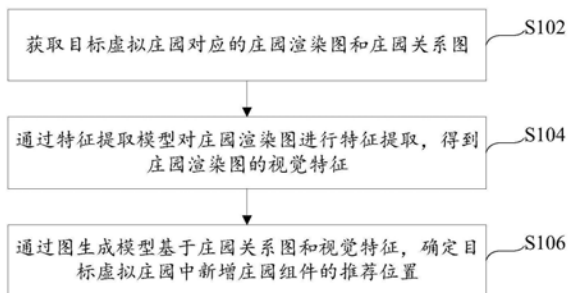 获取目标虚拟庄园对应的庄园渲染图和庄园关系图
S102
通过特征提取模型对庄园渲染图进行特征提取，得到
庄园渲染图的视觉特征
S104
通过图生成模型基于庄园关系图和视觉特征，确定目
标虚拟庄园中新增庄园组件的推荐位置
S106